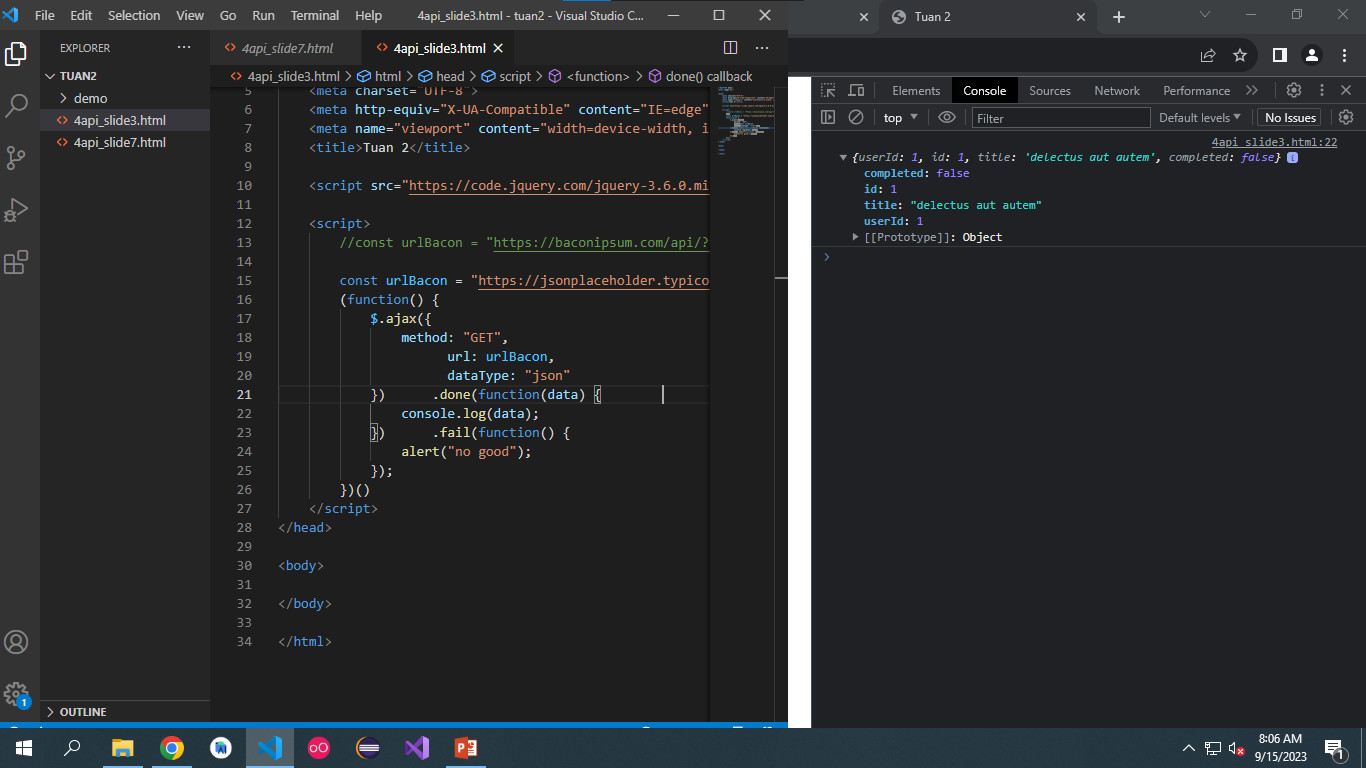 File Edit Selection View Go Run Terminal Help 4api_slide3.html - tuan2 - Visual Studio C...
EXPLORER
TUAN2
demo
4api_slide3.html
4api_slide7.html
OUTLINE
1
4api_slide7.html 4api_slide3.html
4api_slide3.html > html > head > script > <function> > done() callback
5 <meta charset="UTF-8">
6 <meta http-equiv="X-UA-Compatible" content="IE=edge"
7 <meta name="viewport" content="width=device-width, i
8 <title>Tuan 2</title>
9
10 <script src="https://code.jquery.com/jquery-3.6.0.mi
11
12 <script>
13 //const urlBacon = "https://baconipsum.com/api/?
14
15 const urlBacon = "https://jsonplaceholder.typico
16 (function() {
17 $.ajax({
18 method: "GET",
19 url: urlBacon,
20 dataType: "json"
21 }) .done(function(data) {
22 console.log(data);
23 }) .fail(function() {
24 alert("no good");
25 });
26 })()
27 </script>
28 </head>
29
30 <body>
31
32 </body>
33
34 </html>
Tuan 2
Elements Console Sources Network Performance
top Filter Default levels No Issues
4api_slide3.html:22
{userId: 1, id: 1, title: 'delectus aut autem', completed: false}
completed: false
id: 1
title: "delectus aut autem"
userId: 1
[[Prototype]]: Object
8:06 AM
9/15/2023
1